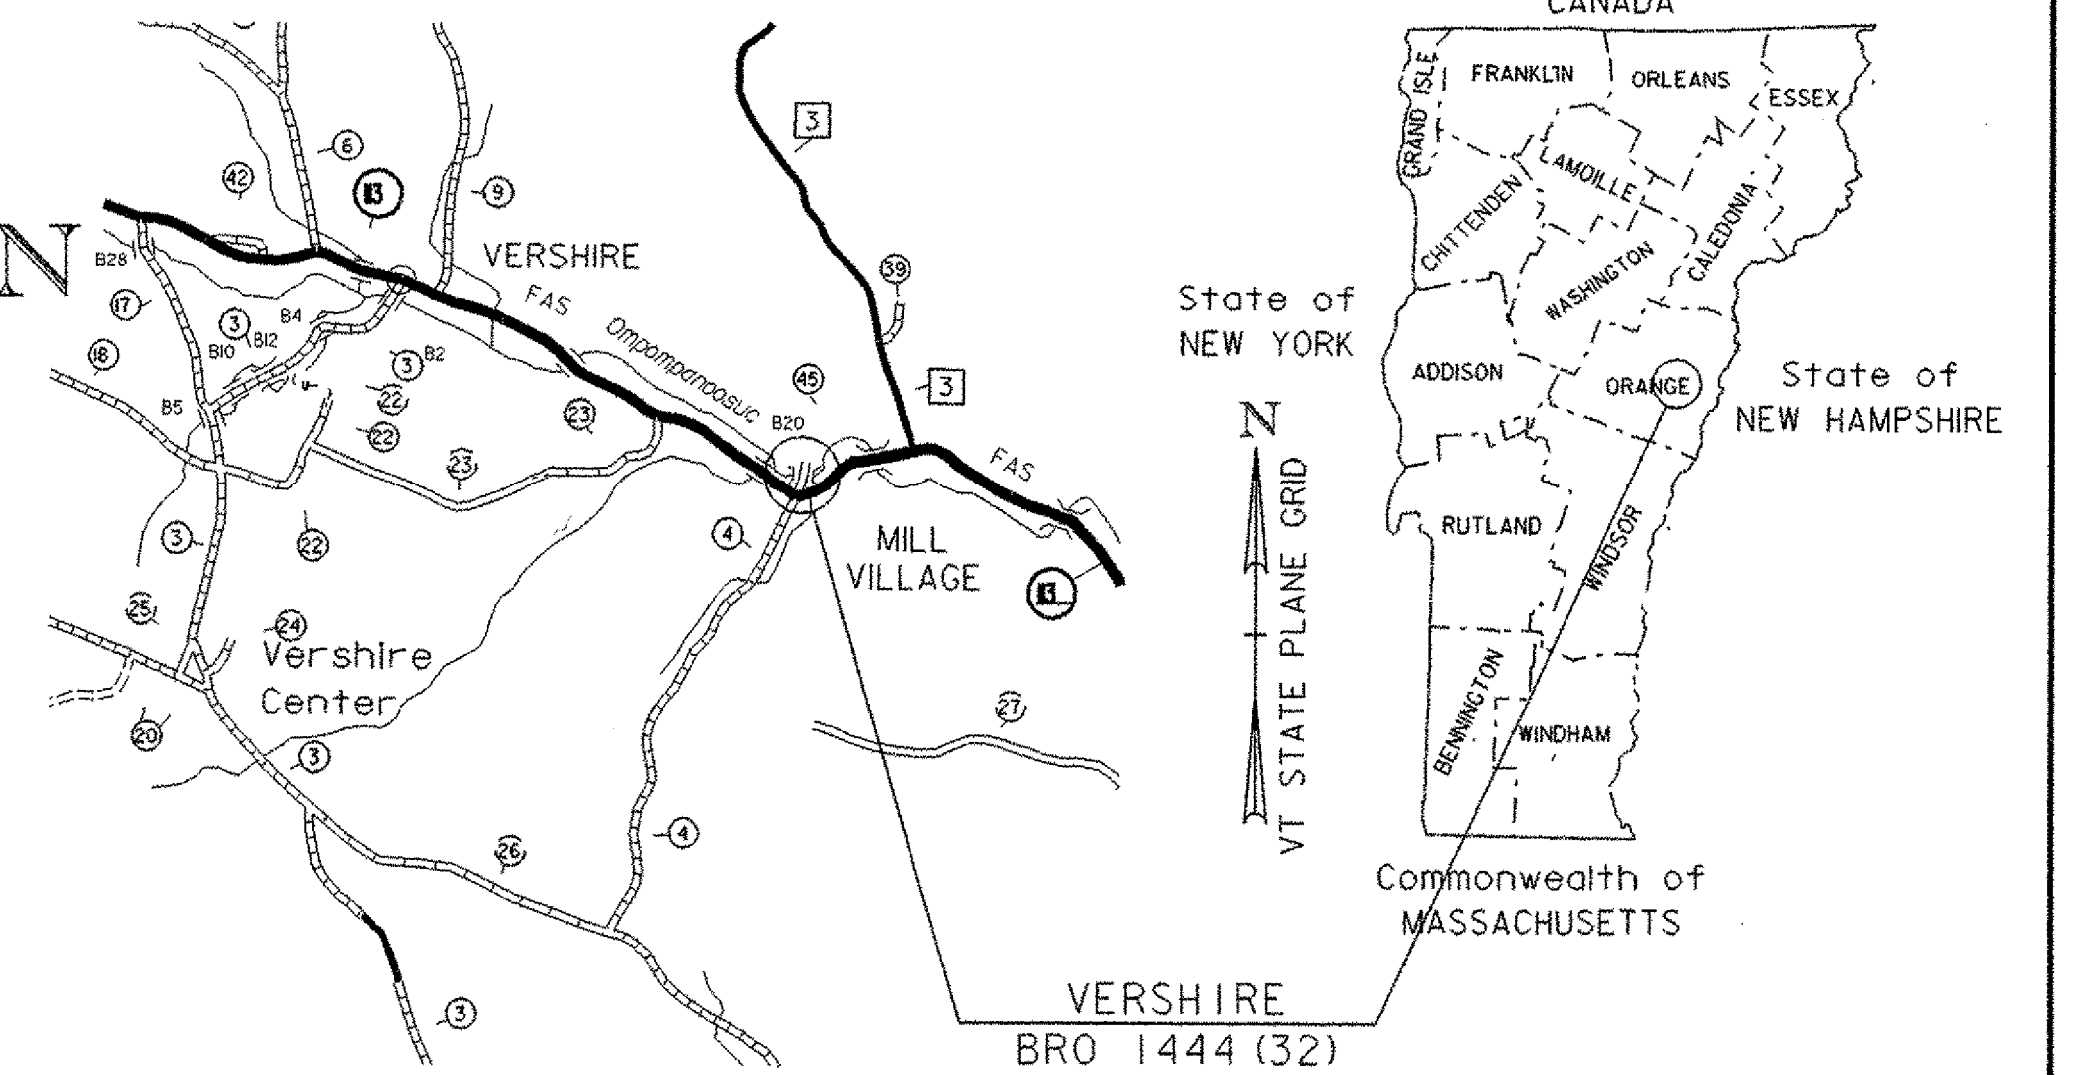 CANADA
GRAND ISLE
FRANKLIN
ORLEANS
ESSEX
LAMOILLE
CHITTENDEN
CALEDONIA
WASHINGTON
ADDISON
ORANGE
RUTLAND
WINDSOR
BENNINGTON
WINDHAM
State of
NEW YORK
State of
NEW HAMPSHIRE
Commonwealth of
MASSACHUSETTS
N
VT STATE PLANE GRID
N
3
6
42
13
9
VERSHIRE
FAS
B28
17
39
3
B4
B12
B10
18
3
B2
Ompompanoosuc
45
3
22
B5
23
B20
22
23
FAS
3
22
4
MILL
VILLAGE
13
25
24
Vershire
Center
20
3
27
4
26
3
VERSHIRE
BRO 1444 (32)